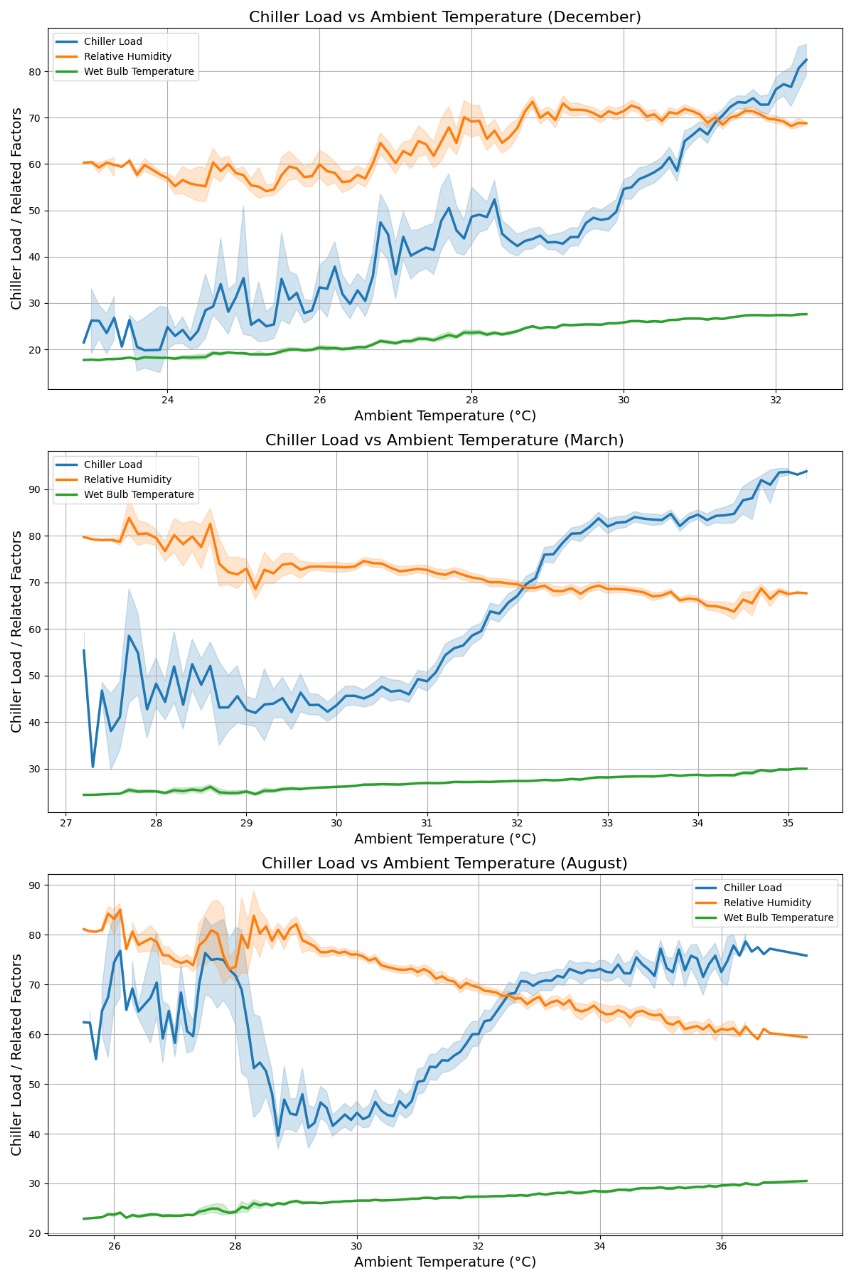 Chiller Load vs Ambient Temperature (December)
Chiller Load
Relative Humidity
Wet Bulb Temperature
Chiller Load / Related Factors
80
70
60
50
40
30
20
24 26 28 30 32
Ambient Temperature (°C)
Chiller Load vs Ambient Temperature (March)
Chiller Load
Relative Humidity
Wet Bulb Temperature
Chiller Load / Related Factors
90
80
70
60
50
40
30
27 28 29 30 31 32 33 34 35
Ambient Temperature (°C)
Chiller Load vs Ambient Temperature (August)
Chiller Load
Relative Humidity
Wet Bulb Temperature
Chiller Load / Related Factors
90
80
70
60
50
40
30
20
26 28 30 32 34 36
Ambient Temperature (°C)